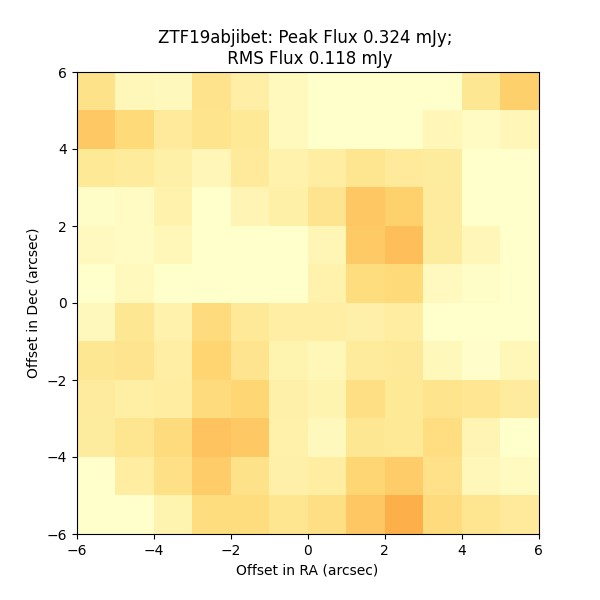 ZTF19abjibet: Peak Flux 0.324 mJy;
RMS Flux 0.118 mJy
6
4
2
0
−2
−4
−6
Offset in Dec (arcsec)
−6 −4 −2 0 2 4 6
Offset in RA (arcsec)